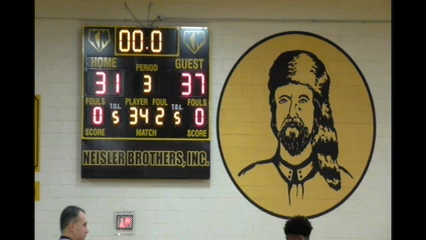 00.0
HOME PERIOD GUEST
31 3 37
FOULS T.O.L. PLAYER FOUL T.O.L. FOULS
0 5 34 2 5 0
SCORE MATCH SCORE
NEISLER BROTHERS, INC.